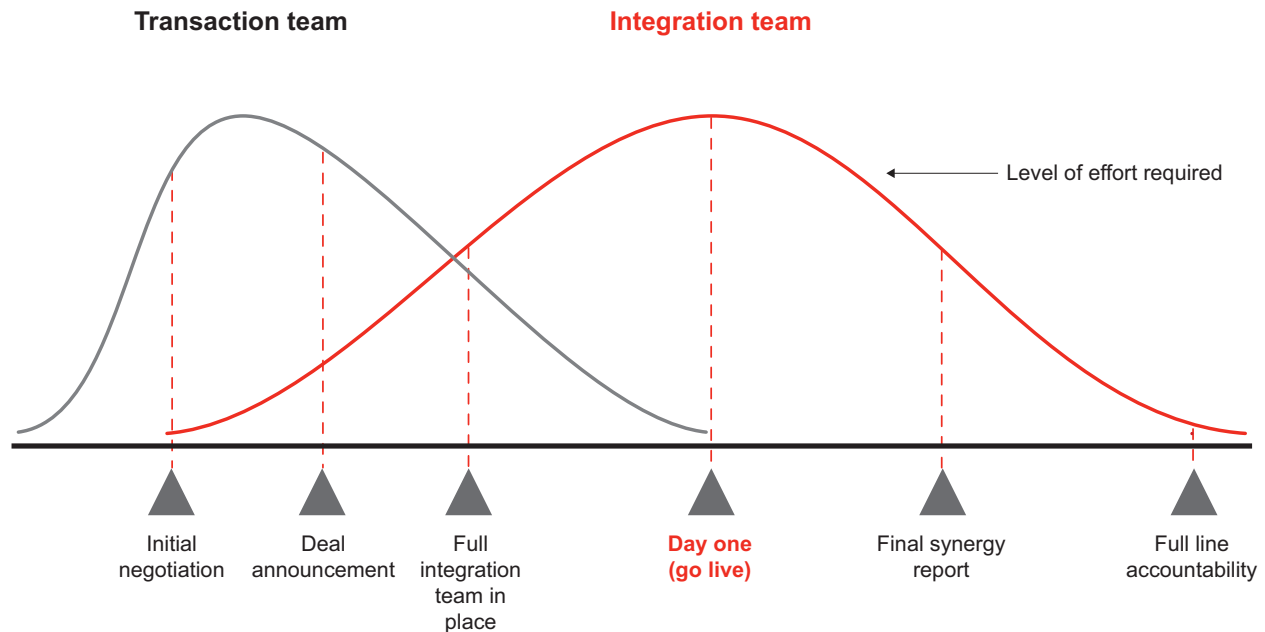 Transaction team
Integration team
Level of effort required
Initial
negotiation
Deal
announcement
Full
integration
team in
place
Day one
(go live)
Final synergy
report
Full line
accountability